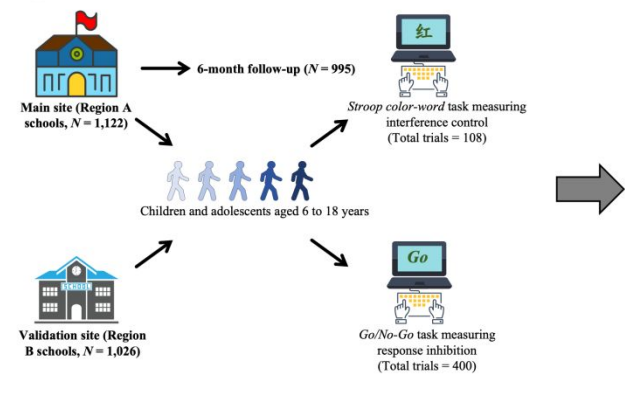 6-month follow-up (N = 995)
Main site (Region A
schools, N = 1,122)
红
Stroop color-word task measuring
interference control
(Total trials = 108)
Children and adolescents aged 6 to 18 years
SCHOOL
Validation site (Region
B schools, N = 1,026)
Go
Go/No-Go task measuring
response inhibition
(Total trials = 400)